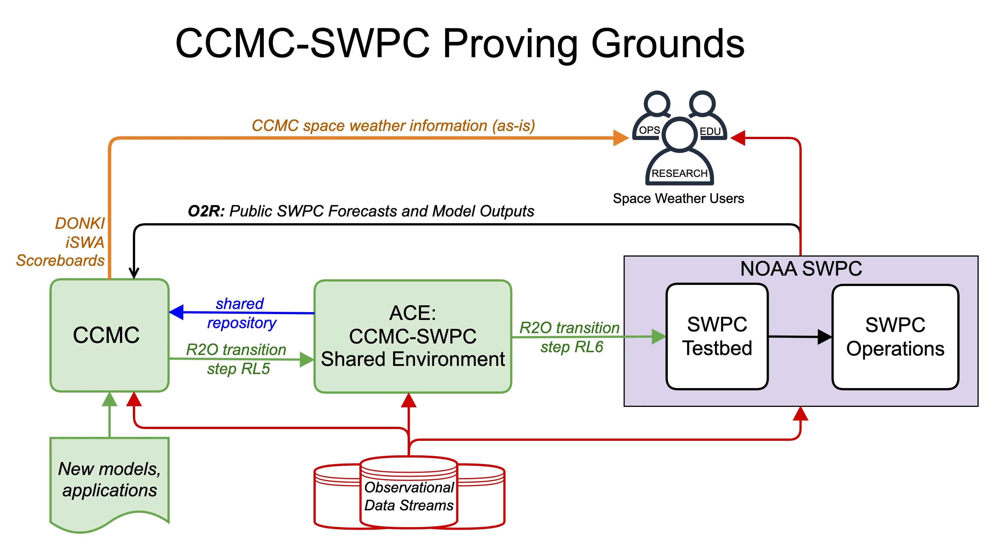 CCMC-SWPC Proving Grounds
CCMC space weather information (as-is)
OPS
EDU
RESEARCH
Space Weather Users
O2R: Public SWPC Forecasts and Model Outputs
DONKI
iSWA
Scoreboards
NOAA SWPC
CCMC
shared
repository
R2O transition
step RL5
ACE:
CCMC-SWPC
Shared Environment
R2O transition
step RL6
SWPC
Testbed
SWPC
Operations
New models,
applications
Observational
Data Streams